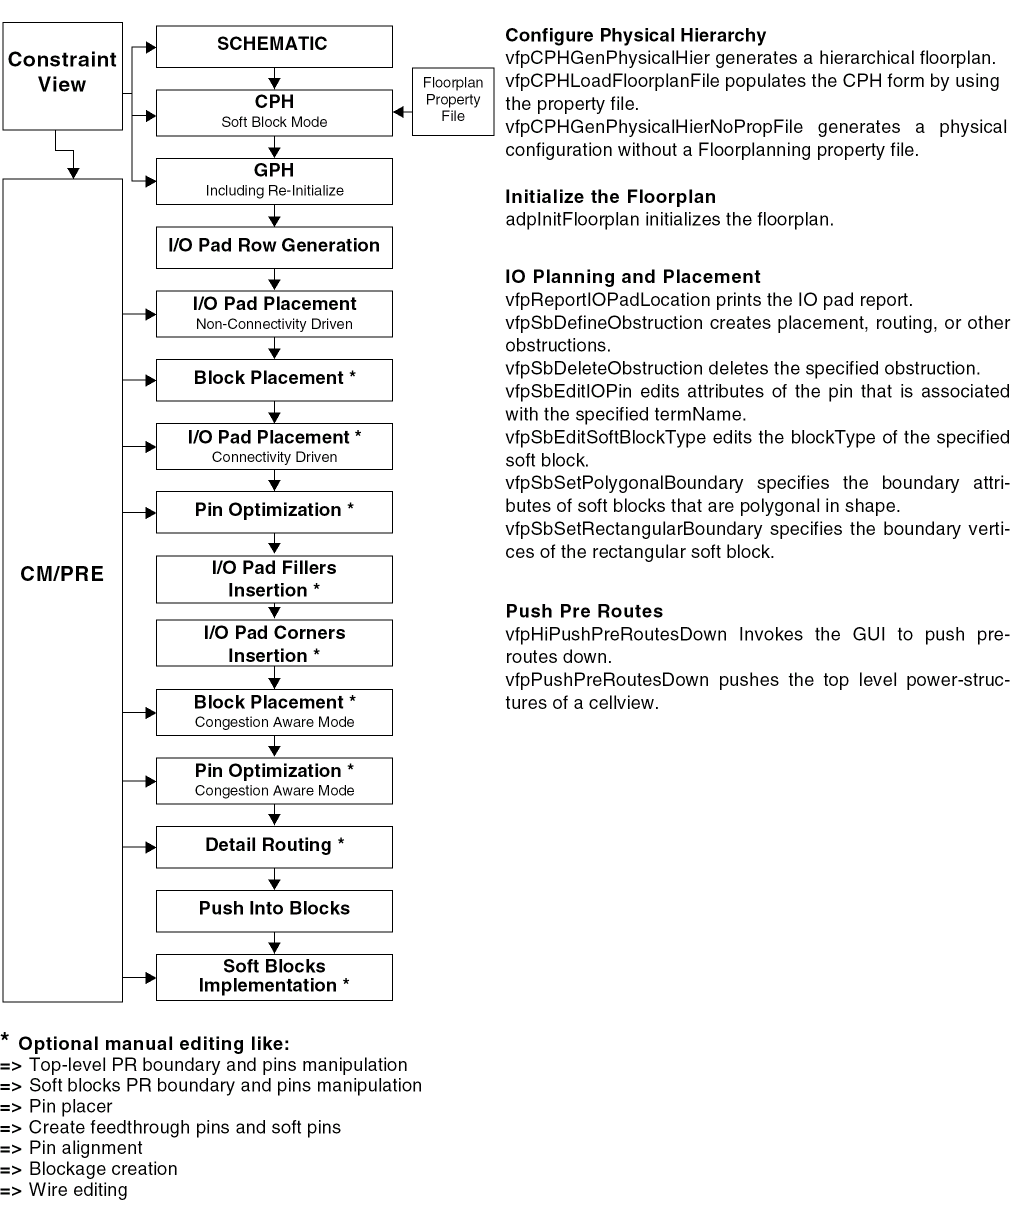 Constraint
View
SCHEMATIC
CPH
Soft Block Mode
Floorplan
Property
File
GPH
Including Re-Initialize
I/O Pad Row Generation
I/O Pad Placement
Non-Connectivity Driven
Block Placement *
I/O Pad Placement *
Connectivity Driven
Pin Optimization *
CM/PRE
I/O Pad Fillers
Insertion *
I/O Pad Corners
Insertion *
Block Placement *
Congestion Aware Mode
Pin Optimization *
Congestion Aware Mode
Detail Routing *
Push Into Blocks
Soft Blocks
Implementation *
Configure Physical Hierarchy
vfpCPHGenPhysicalHier generates a hierarchical floorplan.
vfpCPHLoadFloorplanFile populates the CPH form by using
the property file.
vfpCPHGenPhysicalHierNoPropFile generates a physical
configuration without a Floorplanning property file.
Initialize the Floorplan
adpInitFloorplan initializes the floorplan.
IO Planning and Placement
vfpReportIOPadLocation prints the IO pad report.
vfpSbDefineObstruction creates placement, routing, or other
obstructions.
vfpSbDeleteObstruction deletes the specified obstruction.
vfpSbEditIOPin edits attributes of the pin that is associated
with the specified termName.
vfpSbEditSoftBlockType edits the blockType of the specified
soft block.
vfpSbSetPolygonalBoundary specifies the boundary attri-
butes of soft blocks that are polygonal in shape.
vfpSbSetRectangularBoundary specifies the boundary verti-
ces of the rectangular soft block.
Push Pre Routes
vfpHiPushPreRoutesDown Invokes the GUI to push pre-
routes down.
vfpPushPreRoutesDown pushes the top level power-struc-
tures of a cellview.
* Optional manual editing like:
=> Top-level PR boundary and pins manipulation
=> Soft blocks PR boundary and pins manipulation
=> Pin placer
=> Create feedthrough pins and soft pins
=> Pin alignment
=> Blockage creation
=> Wire editing